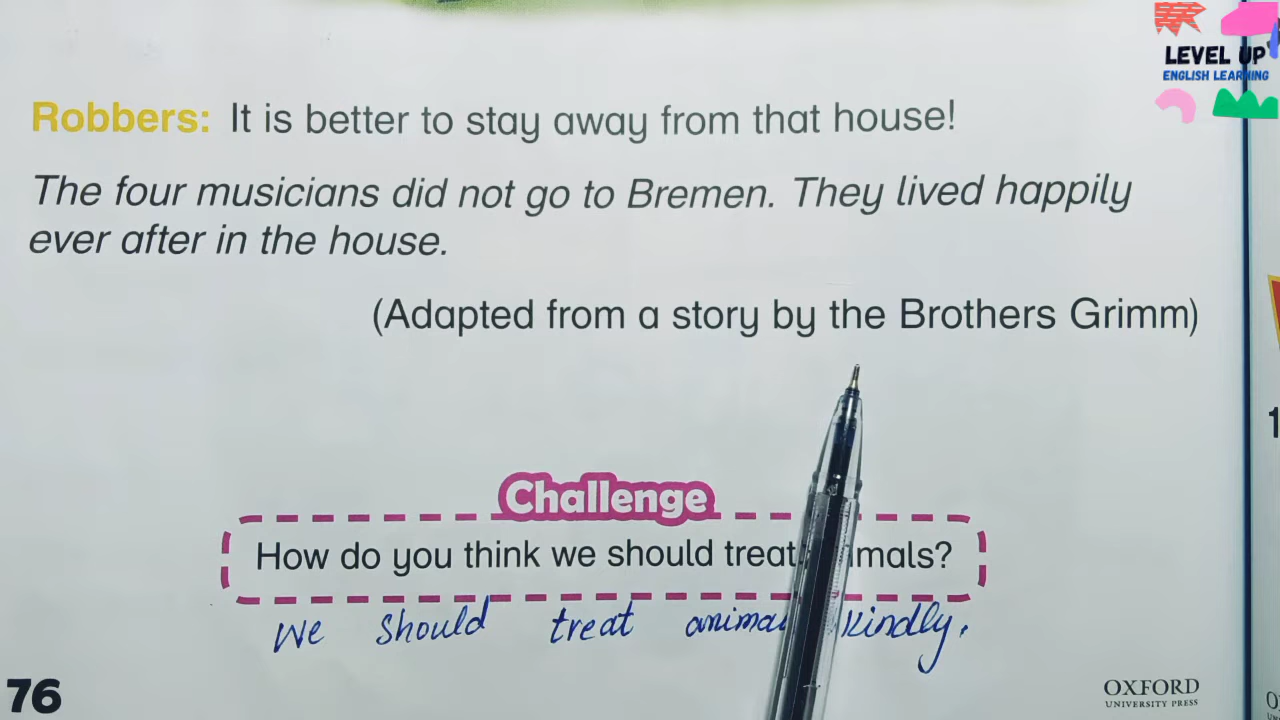 LEVEL UP
ENGLISH LEARNING
Robbers: It is better to stay away from that house!
The four musicians did not go to Bremen. They lived happily
ever after in the house.
(Adapted from a story by the Brothers Grimm)
Challenge
How do you think we should treat mals?
We should treat kindly.
76
OXFORD
UNIVERSITY PRESS
1